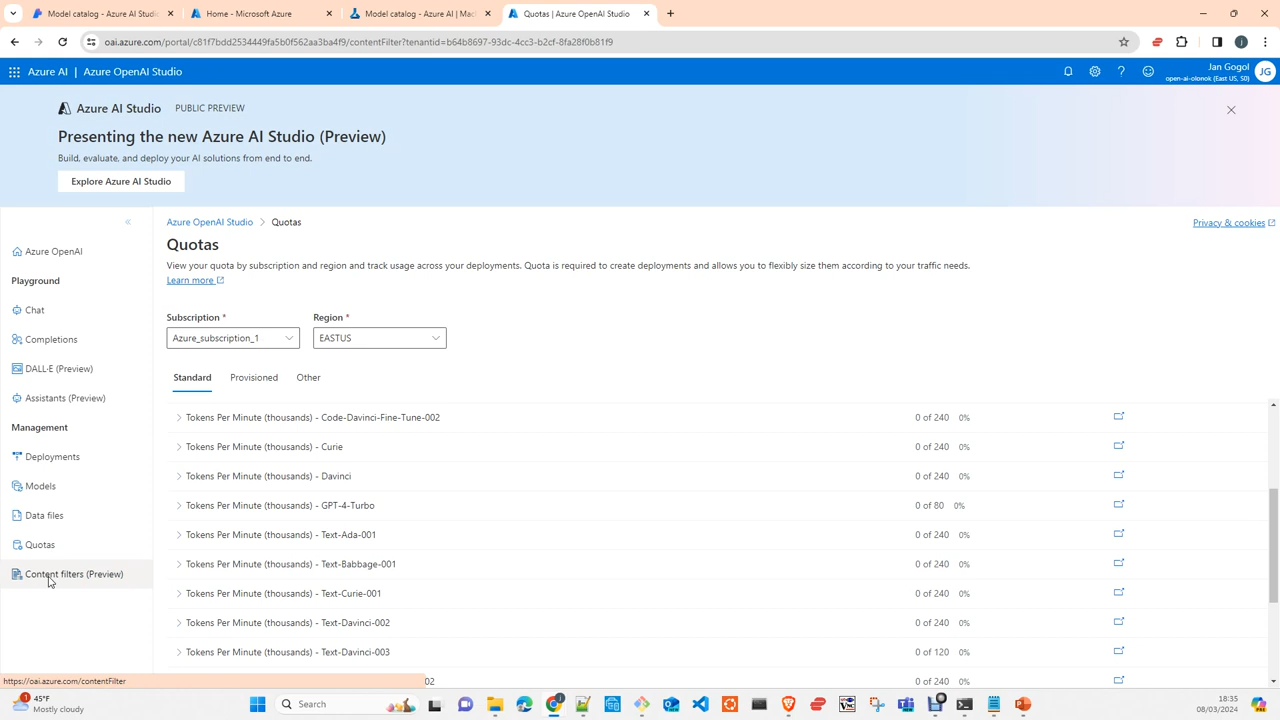 Model catalog - Azure AI Studio
Home - Microsoft Azure
Model catalog - Azure AI | Mac
Quotas | Azure OpenAI Studio
oai.azure.com/portal/c81f7bdd2534449fa5b0f562aa3ba4f9/contentFilter?tenantid=b64b8697-93dc-4cc3-b2cf-8fa28f0b81f9
Azure AI | Azure OpenAI Studio
Jan Gogol
open-ai-olonok (East US, S0)
JG
Azure AI Studio PUBLIC PREVIEW
Presenting the new Azure AI Studio (Preview)
Build, evaluate, and deploy your AI solutions from end to end.
Explore Azure AI Studio
Azure OpenAI
Playground
Chat
Completions
DALL·E (Preview)
Assistants (Preview)
Management
Deployments
Models
Data files
Quotas
Content filters (Preview)
Azure OpenAI Studio > Quotas
Privacy & cookies
Quotas
View your quota by subscription and region and track usage across your deployments. Quota is required to create deployments and allows you to flexibly size them according to your traffic needs.
Learn more
Subscription *
Region *
Azure_subscription_1
EASTUS
Standard Provisioned Other
Tokens Per Minute (thousands) - Code-Davinci-Fine-Tune-002 0 of 240 0%
Tokens Per Minute (thousands) - Curie 0 of 240 0%
Tokens Per Minute (thousands) - Davinci 0 of 240 0%
Tokens Per Minute (thousands) - GPT-4-Turbo 0 of 80 0%
Tokens Per Minute (thousands) - Text-Ada-001 0 of 240 0%
Tokens Per Minute (thousands) - Text-Babbage-001 0 of 240 0%
Tokens Per Minute (thousands) - Text-Curie-001 0 of 240 0%
Tokens Per Minute (thousands) - Text-Davinci-002 0 of 240 0%
Tokens Per Minute (thousands) - Text-Davinci-003 0 of 120 0%
02 0 of 240 0%
https://oai.azure.com/contentFilter
1
45°F
Mostly cloudy
Search
18:35
08/03/2024